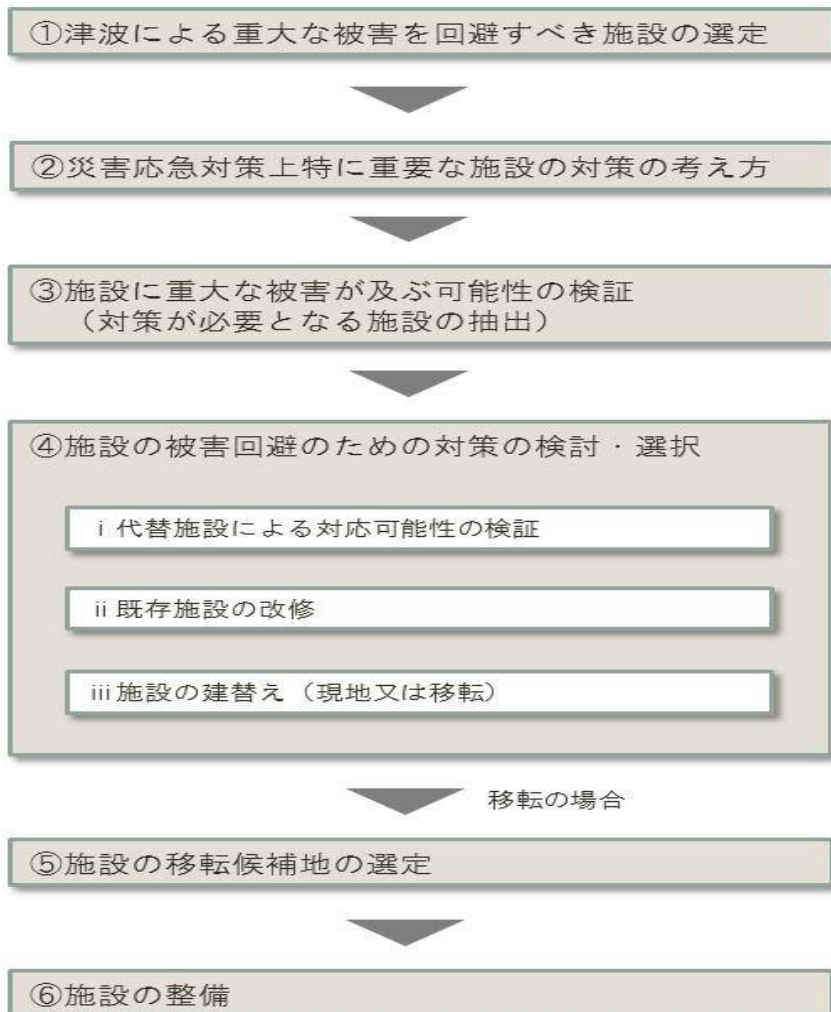 ①津波による重大な被害を回避すべき施設の選定
②災害応急対策上特に重要な施設の対策の考え方
③施設に重大な被害が及ぶ可能性の検証
（対策が必要となる施設の抽出）
④施設の被害回避のための対策の検討・選択
ⅰ 代替施設による対応可能性の検証
ⅱ 既存施設の改修
ⅲ 施設の建替え（現地又は移転）
移転の場合
⑤施設の移転候補地の選定
⑥施設の整備